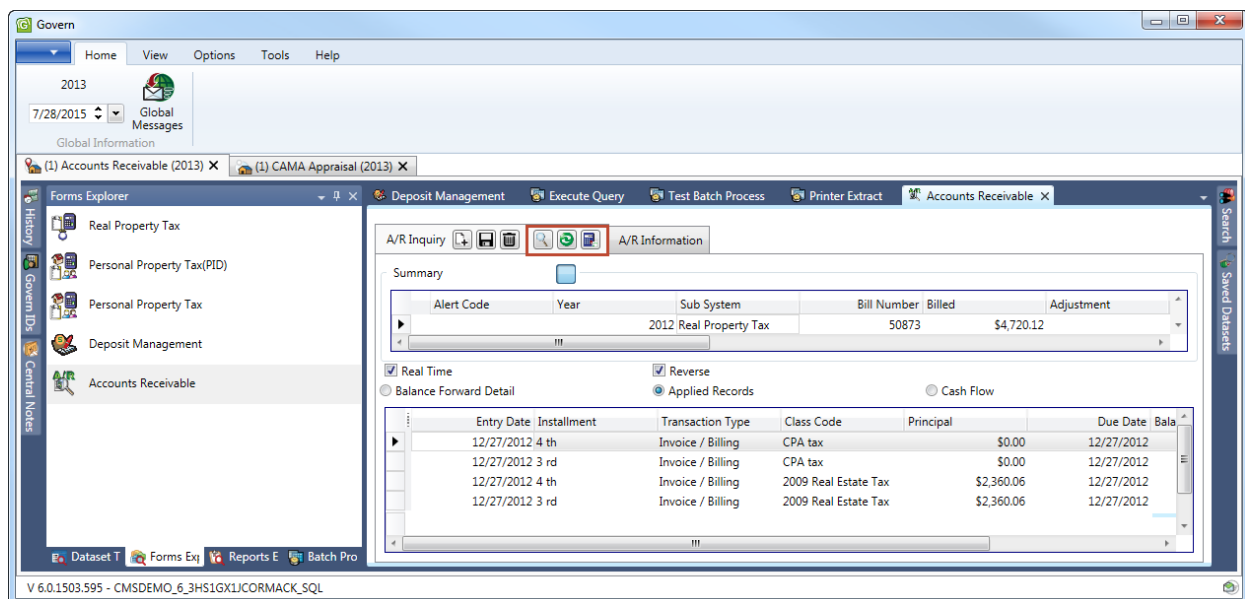 Govern
Home View Options Tools Help
2013
7/28/2015
Global
Messages
Global Information
(1) Accounts Receivable (2013) (1) CAMA Appraisal (2013)
History
Govern IDs
Central Notes
Forms Explorer
Real Property Tax
Personal Property Tax(PID)
Personal Property Tax
Deposit Management
Accounts Receivable
Dataset T Forms Exp Reports E Batch Pro
Deposit Management Execute Query Test Batch Process Printer Extract Accounts Receivable
A/R Inquiry A/R Information
Summary
Alert Code Year Sub System Bill Number Billed Adjustment
2012 Real Property Tax 50873 $4,720.12
Real Time Reverse
Balance Forward Detail Applied Records Cash Flow
Entry Date Installment Transaction Type Class Code Principal Due Date Bala
12/27/2012 4 th Invoice / Billing CPA tax $0.00 12/27/2012
12/27/2012 3 rd Invoice / Billing CPA tax $0.00 12/27/2012
12/27/2012 4 th Invoice / Billing 2009 Real Estate Tax $2,360.06 12/27/2012
12/27/2012 3 rd Invoice / Billing 2009 Real Estate Tax $2,360.06 12/27/2012
Search
Saved Datasets
V 6.0.1503.595 - CMSDEMO_6_3HS1GX1JCORMACK_SQL